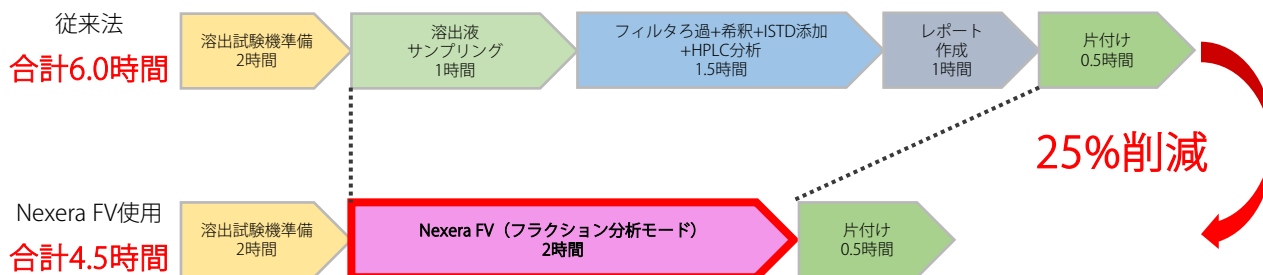 従来法
合計6.0時間
溶出試験機準備
2時間
溶出液
サンプリング
1時間
フィルタろ過+希釈+ISTD添加
+HPLC分析
1.5時間
レポート
作成
1時間
片付け
0.5時間
25%削減
Nexera FV使用
合計4.5時間
溶出試験機準備
2時間
Nexera FV（フラクション分析モード）
2時間
片付け
0.5時間